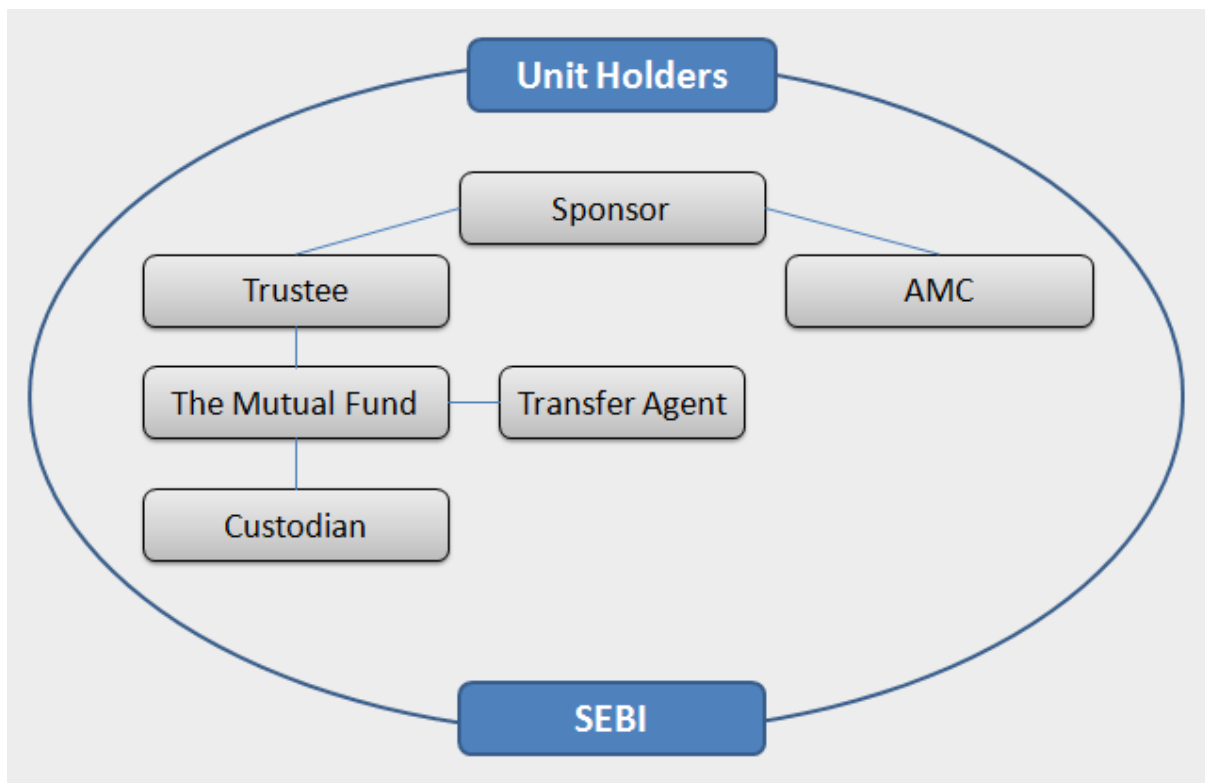 Unit Holders
Sponsor
Trustee
AMC
The Mutual Fund
Transfer Agent
Custodian
SEBI